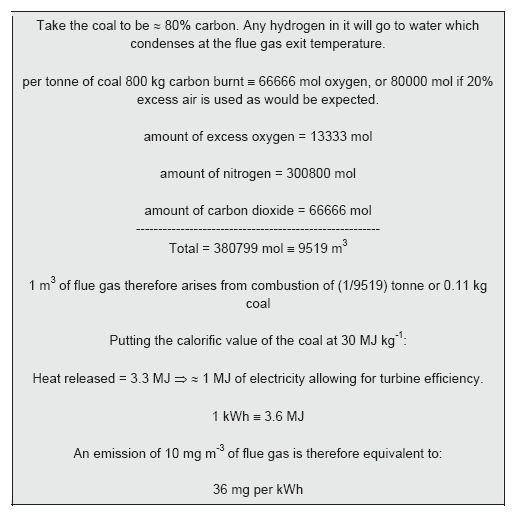 Take the coal to be ≈ 80% carbon. Any hydrogen in it will go to water which
condenses at the flue gas exit temperature.
per tonne of coal 800 kg carbon burnt ≡ 66666 mol oxygen, or 80000 mol if 20%
excess air is used as would be expected.
amount of excess oxygen = 13333 mol
amount of nitrogen = 300800 mol
amount of carbon dioxide = 66666 mol
------------------------------------------------------------
Total = 380799 mol ≡ 9519 m³
1 m³ of flue gas therefore arises from combustion of (1/9519) tonne or 0.11 kg
coal
Putting the calorific value of the coal at 30 MJ kg⁻¹:
Heat released = 3.3 MJ ⇒ ≈ 1 MJ of electricity allowing for turbine efficiency.
1 kWh ≡ 3.6 MJ
An emission of 10 mg m⁻³ of flue gas is therefore equivalent to:
36 mg per kWh